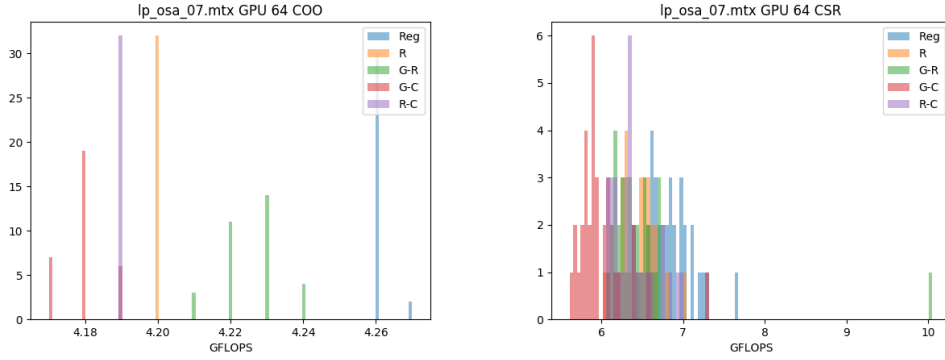 lp_osa_07.mtx GPU 64 COO
30
25
20
15
10
5
0
4.18
4.20
4.22
4.24
4.26
GFLOPS
Reg
R
G-R
G-C
R-C
lp_osa_07.mtx GPU 64 CSR
6
5
4
3
2
1
0
6
7
8
9
10
GFLOPS
Reg
R
G-R
G-C
R-C